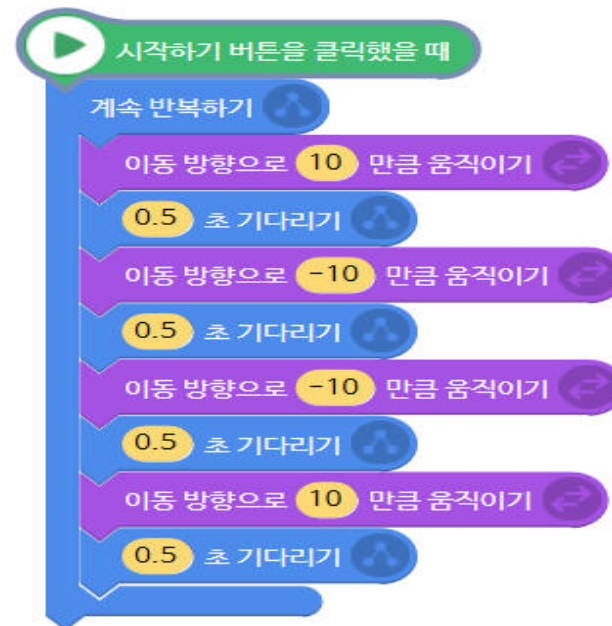 시작하기 버튼을 클릭했을 때
계속 반복하기
이동 방향으로 10 만큼 움직이기
0.5 초 기다리기
이동 방향으로 -10 만큼 움직이기
0.5 초 기다리기
이동 방향으로 -10 만큼 움직이기
0.5 초 기다리기
이동 방향으로 10 만큼 움직이기
0.5 초 기다리기